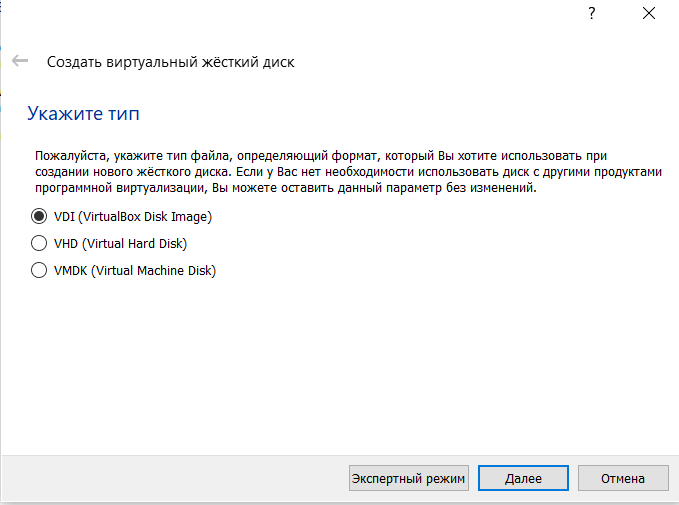 ?
Создать виртуальный жёсткий диск
Укажите тип
Пожалуйста, укажите тип файла, определяющий формат, который Вы хотите использовать при
создании нового жёсткого диска. Если у Вас нет необходимости использовать диск с другими продуктами
программной виртуализации, Вы можете оставить данный параметр без изменений.
VDI (VirtualBox Disk Image)
VHD (Virtual Hard Disk)
VMDK (Virtual Machine Disk)
Экспертный режим Далее Отмена